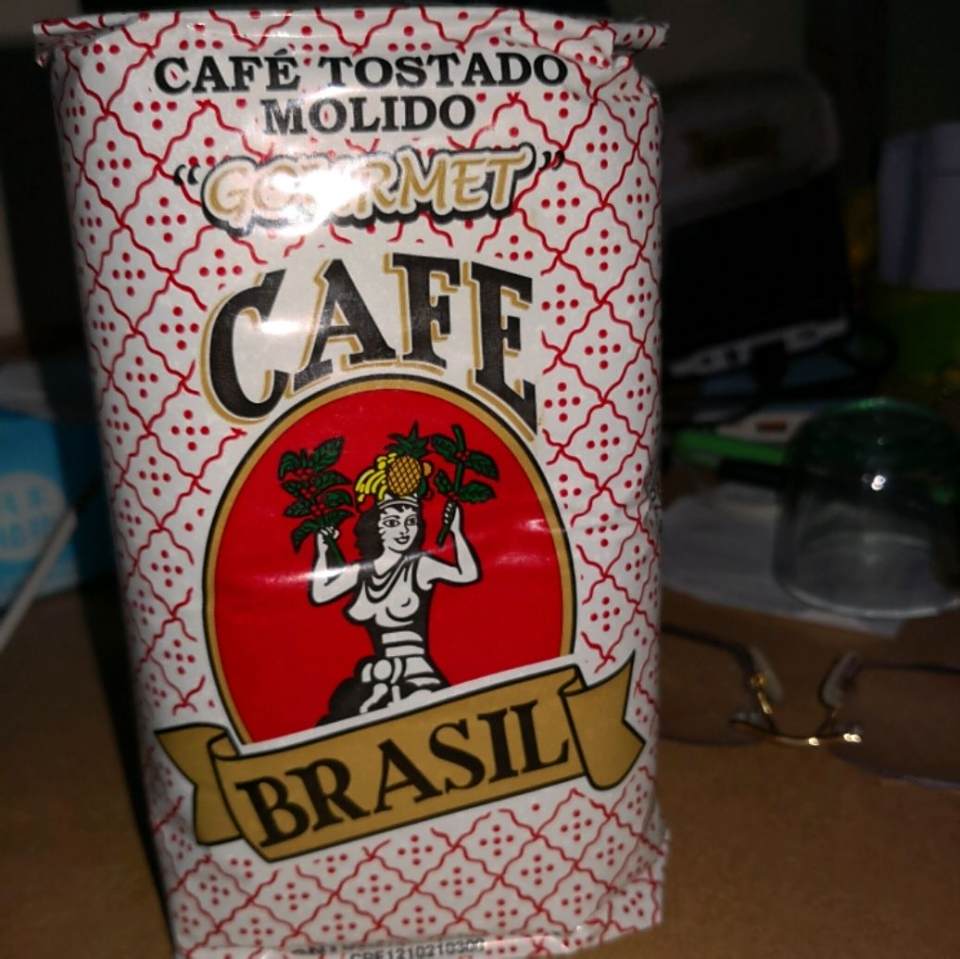 CAFÉ TOSTADO
MOLIDO
“GOURMET”
CAFE
BRASIL